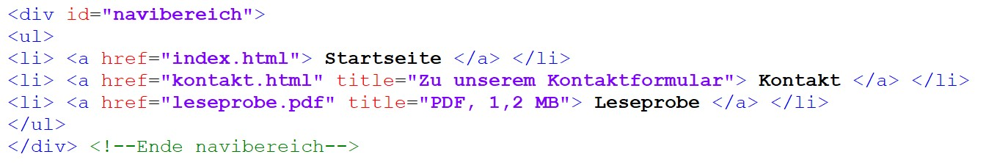 <div id="navibereich">
<ul>
<li> <a href="index.html"> Startseite </a> </li>
<li> <a href="kontakt.html" title="Zu unserem Kontaktformular"> Kontakt </a> </li>
<li> <a href="leseprobe.pdf" title="PDF, 1,2 MB"> Leseprobe </a> </li>
</ul>
</div> <!--Ende navibereich-->